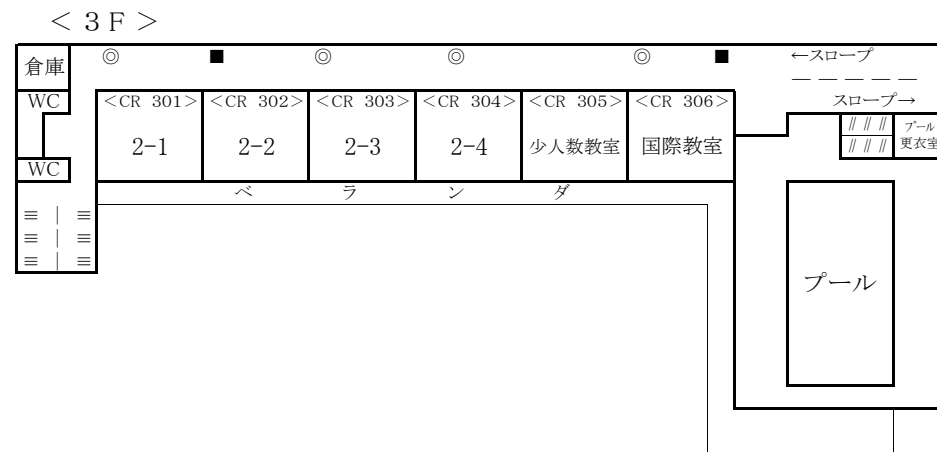 ＜３Ｆ＞
◎ ■ ◎ ◎ ◎ ■ ←スロープ
倉庫
スロープ→
WC
＜CR 301＞ ＜CR 302＞ ＜CR 303＞ ＜CR 304＞ ＜CR 305＞ ＜CR 306＞
プール
更衣室
2-1 2-2 2-3 2-4 少人数教室 国際教室
WC
ベランダ
プール